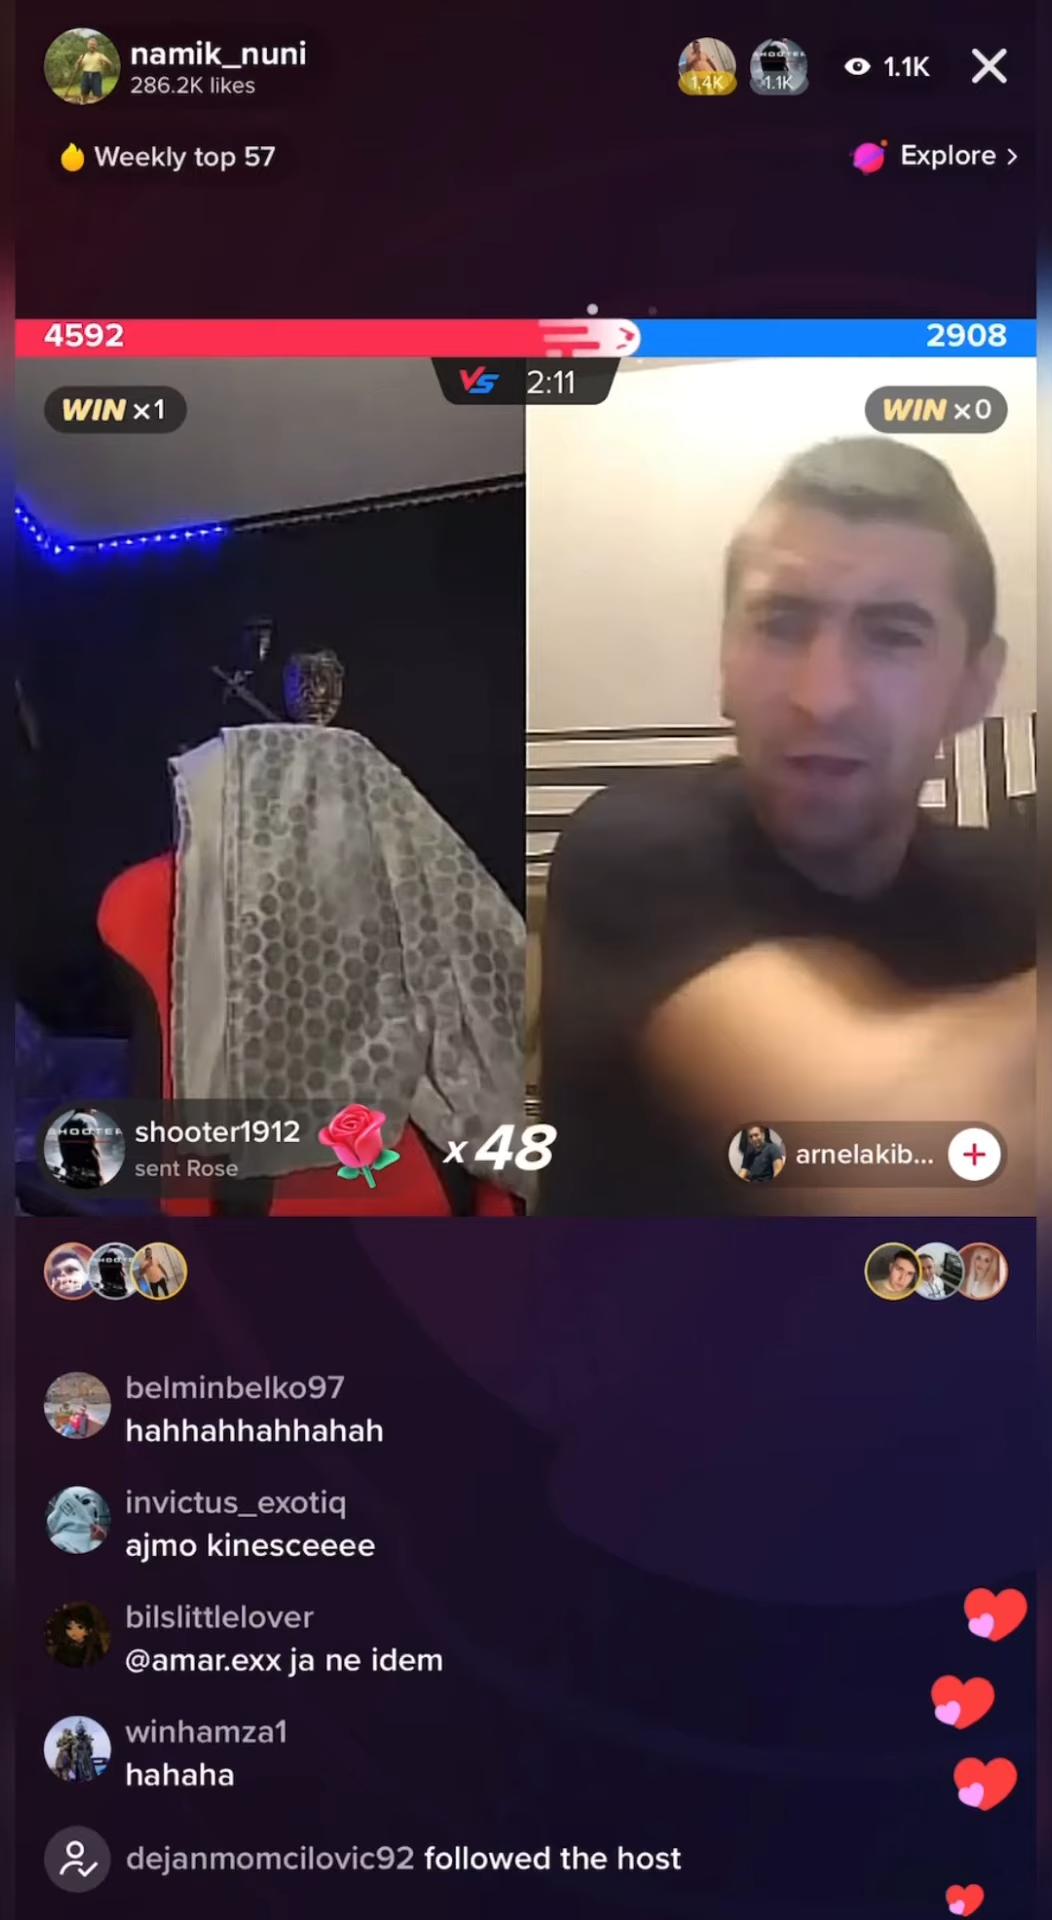 namik_nuni
286.2K likes
1.4K
1.1K
1.1K
Weekly top 57
Explore >
4592
2908
VS 2:11
WIN x1
WIN x0
shooter1912
sent Rose
x 48
arnelakib...
belminbelko97
hahhahhahhahah
invictus_exotiq
ajmo kinesceeee
bilslittlelover
@amar.exx ja ne idem
winhamza1
hahaha
dejanmomcilovic92 followed the host